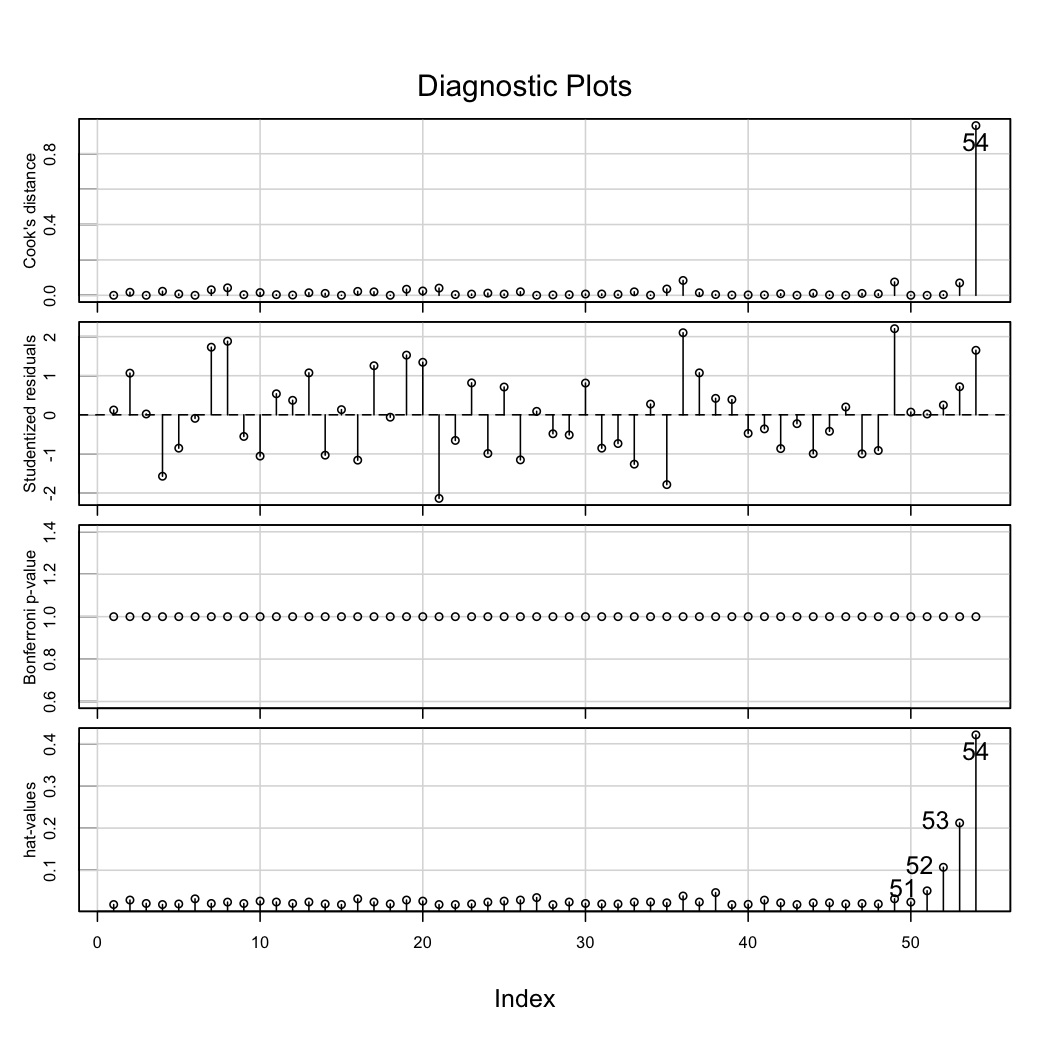 Diagnostic Plots
Cook's distance
0.0 0.4 0.8
54
Studentized residuals
-2 -1 0 1 2
Bonferroni p-value
0.6 0.8 1.0 1.2 1.4
hat-values
0.1 0.2 0.3 0.4
51 52 53 54
0 10 20 30 40 50
Index